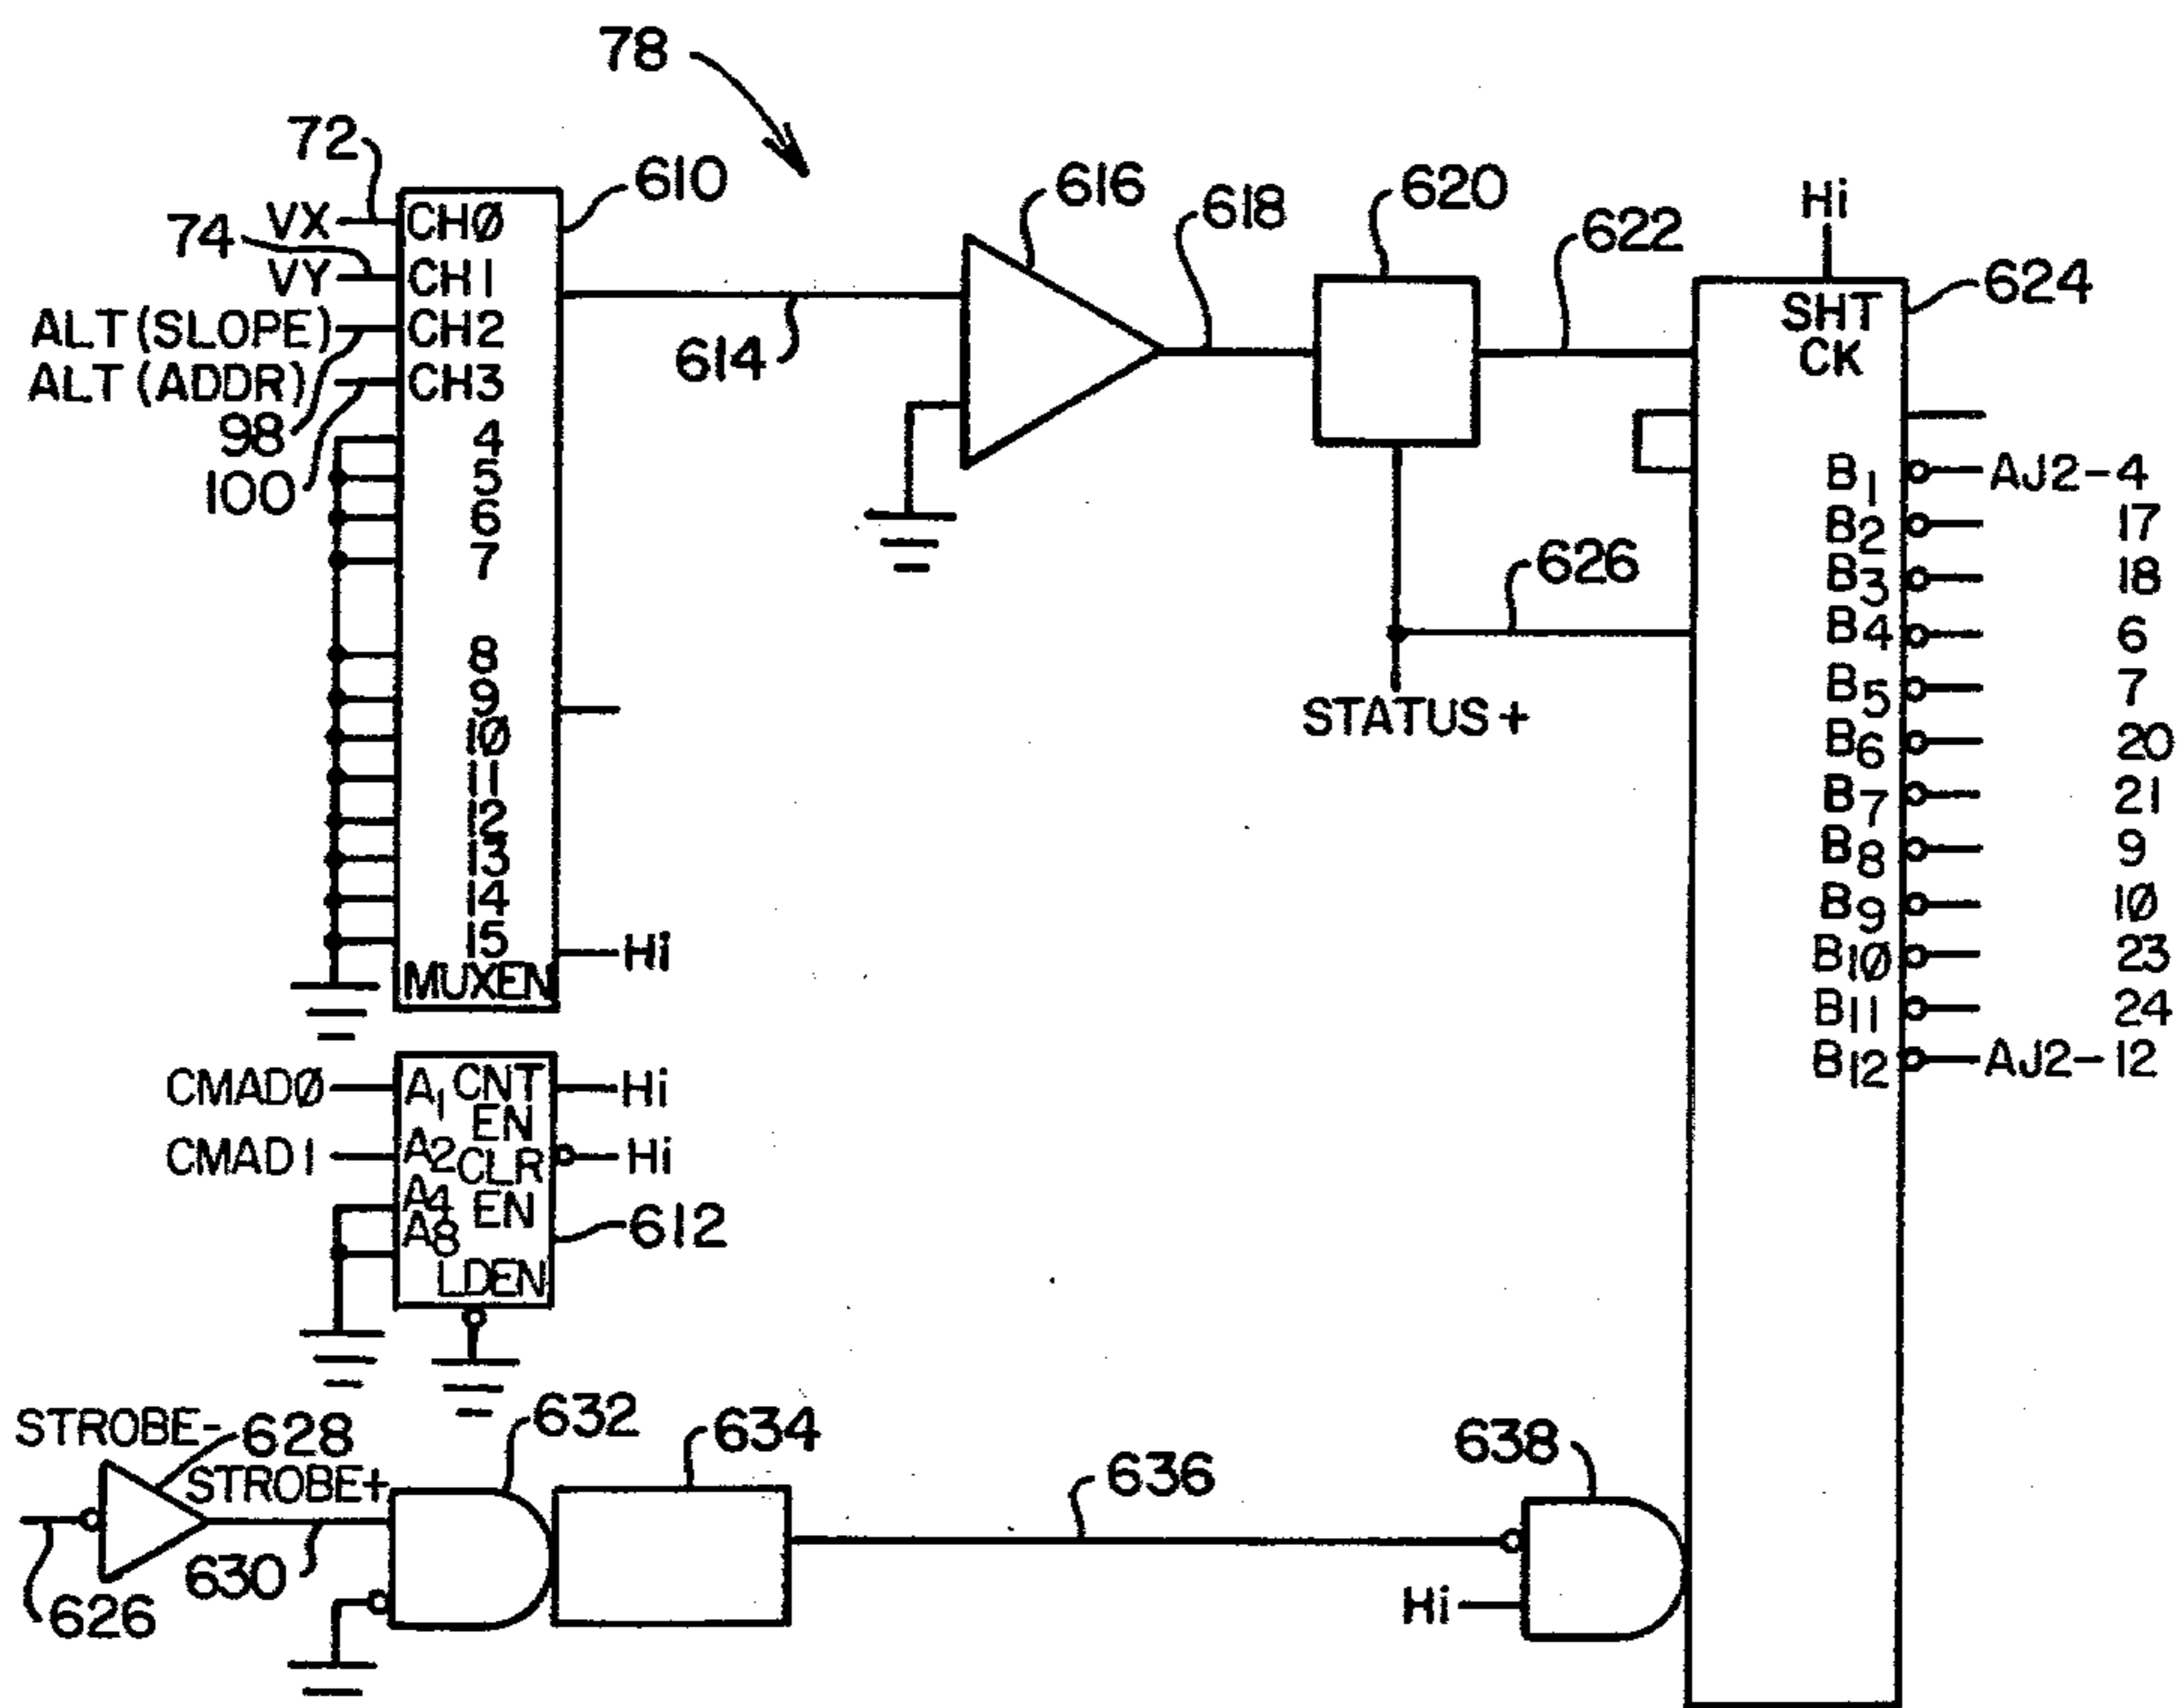 78
72
610
VX
CHØ
74
VY
CH1
ALT (SLOPE)
CH2
ALT (ADDR)
CH3
98
100
4
5
6
7
8
9
1Ø
11
12
13
14
15
Hi
MUXEN
614
616
618
620
622
Hi
SHT
CK
624
626
STATUS +
B1 AJ2-4
B2 17
B3 18
B4 6
B5 7
B6 20
B7 21
B8 9
B9 1Ø
B1Ø 23
B11 24
B12 AJ2-12
CMADØ
A1 CNT
EN
Hi
CMAD1
A2 CLR
EN
Hi
A4
A8
612
LDEN
STROBE-
628
STROBE+
626
630
632
634
636
638
Hi